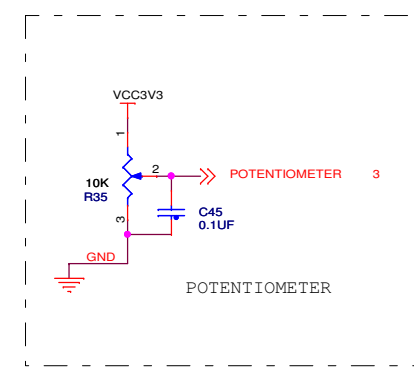 VCC3V3
1
2
POTENTIOMETER 3
10K
R35
3
C45
0.1UF
GND
POTENTIOMETER